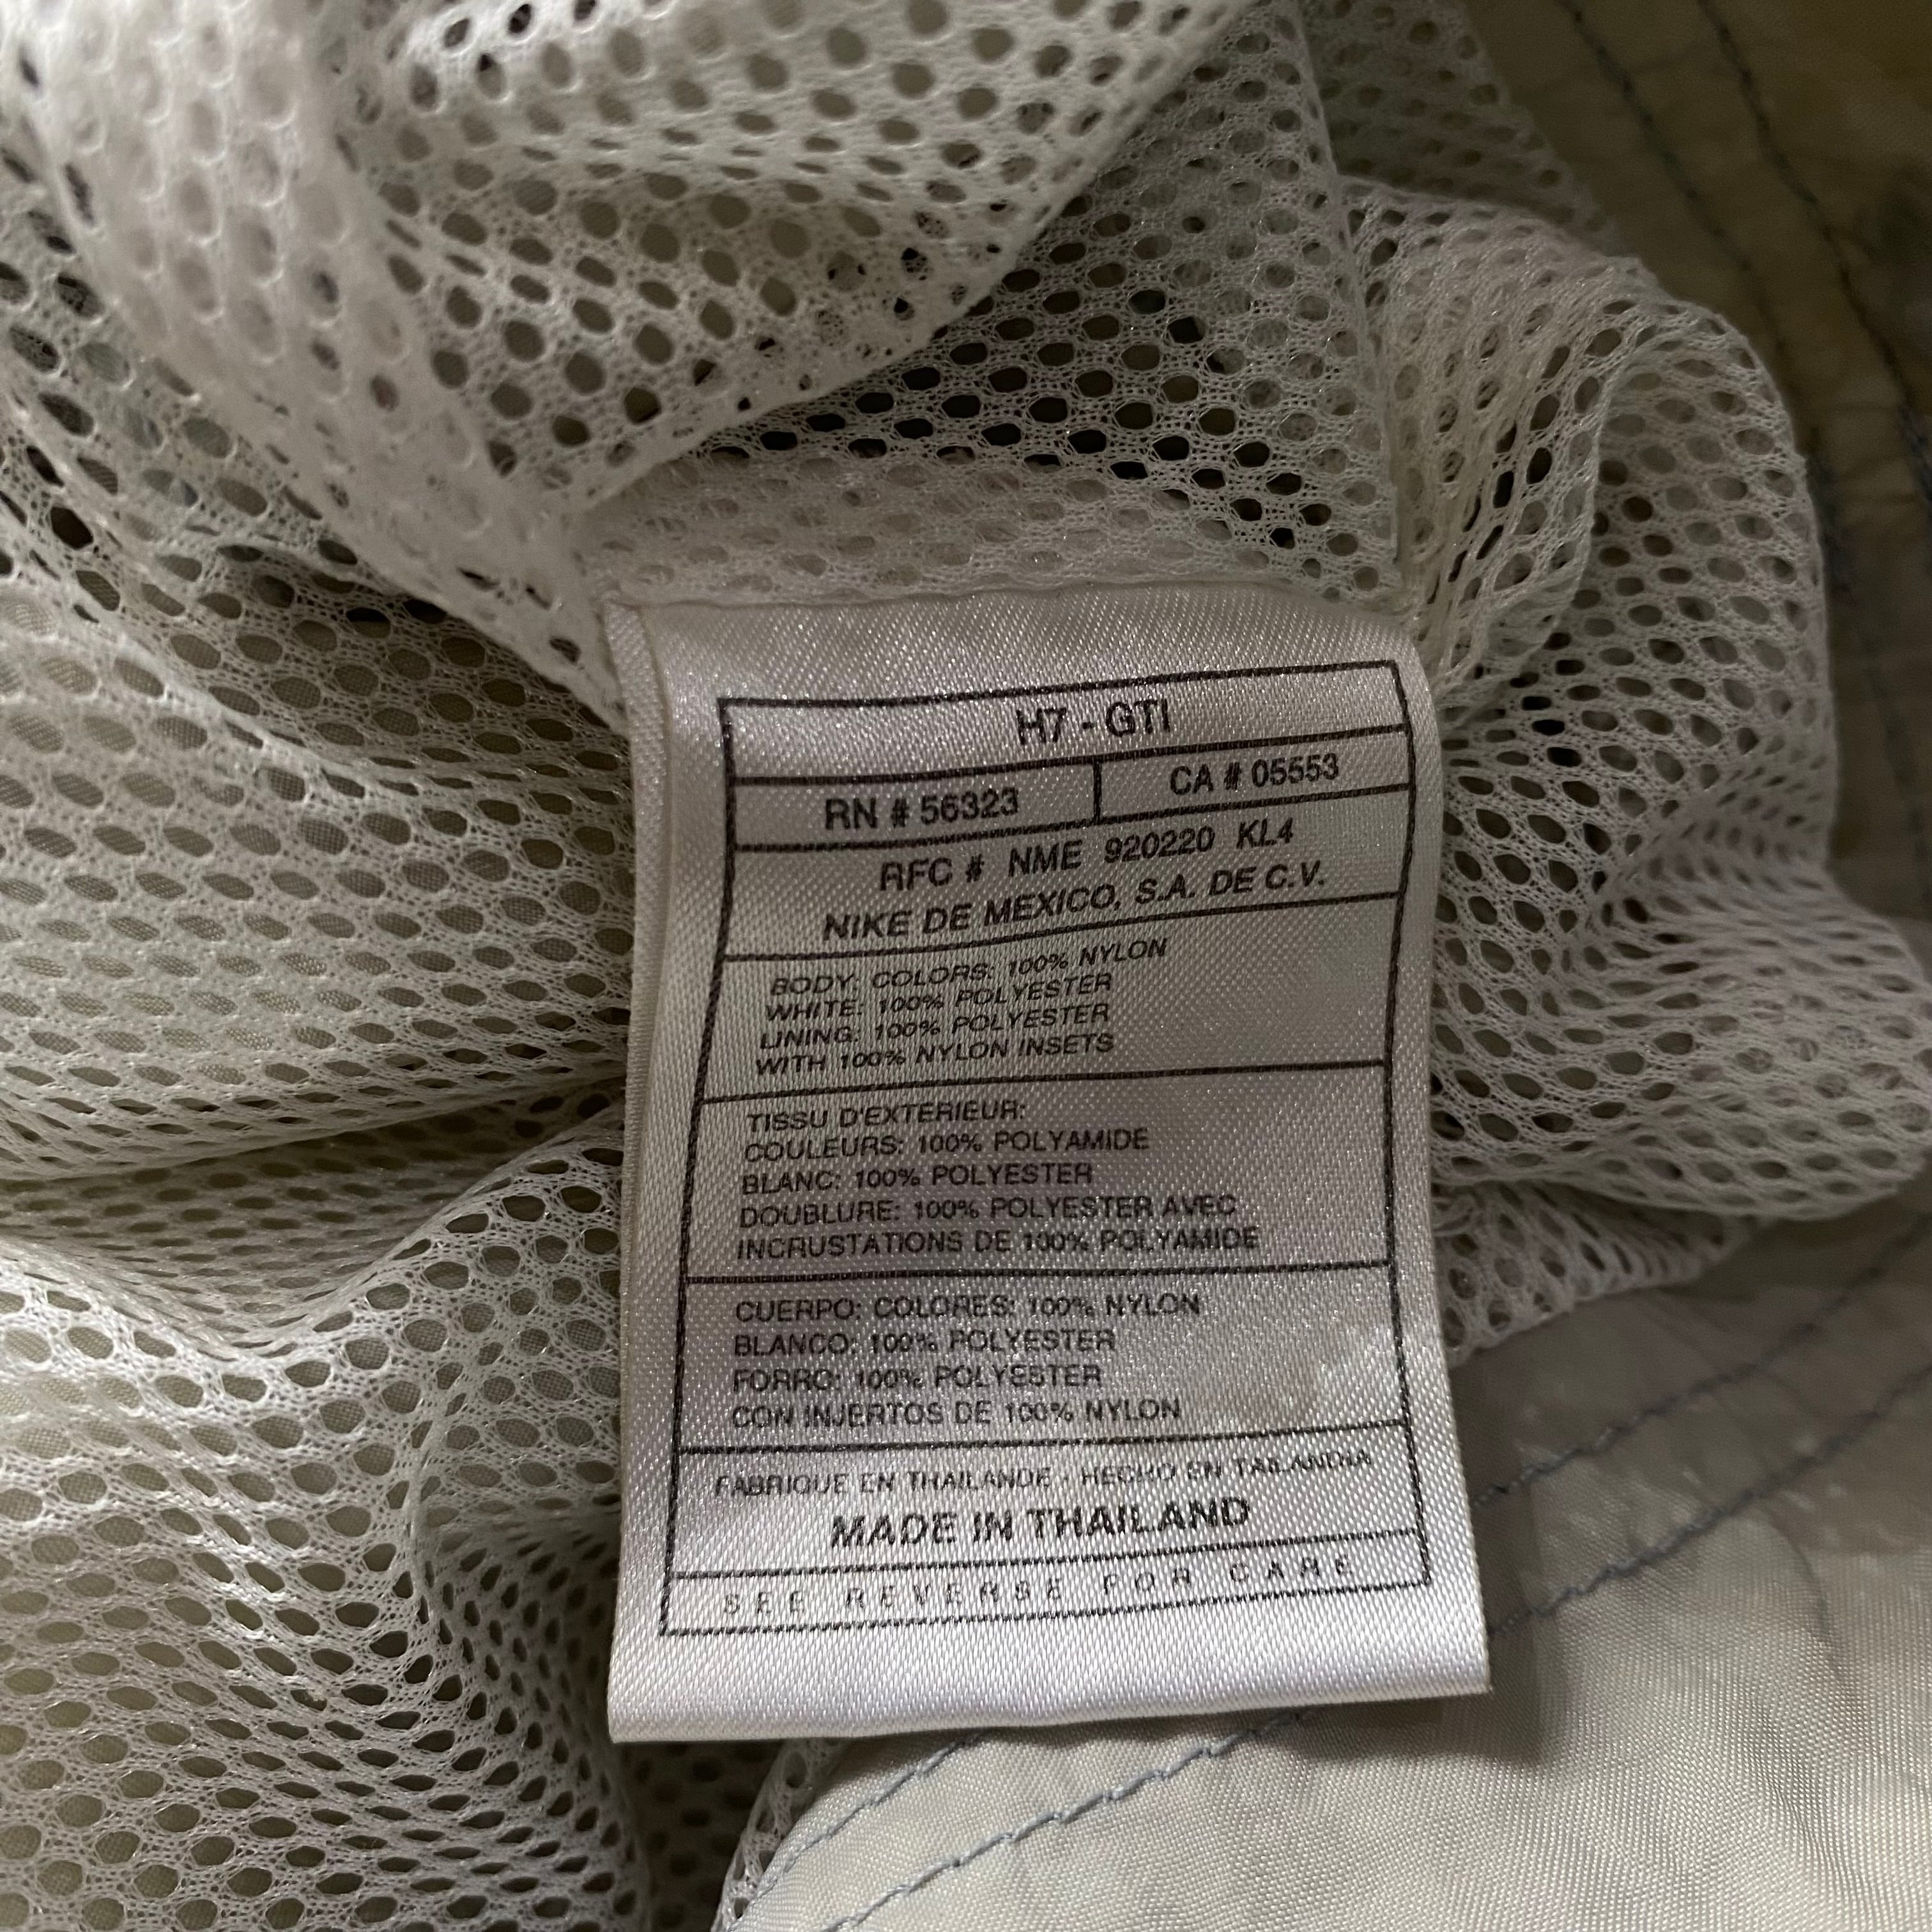 H7 - GTI
RN # 56323 CA # 05553
RFC # NME 920220 KL4
NIKE DE MEXICO, S.A. DE C.V.
BODY: COLORS: 100% NYLON
WHITE: 100% POLYESTER
LINING: 100% POLYESTER
WITH 100% NYLON INSETS
TISSU D'EXTERIEUR:
COULEURS: 100% POLYAMIDE
BLANC: 100% POLYESTER
DOUBLURE: 100% POLYESTER AVEC
INCRUSTATIONS DE 100% POLYAMIDE
CUERPO: COLORES: 100% NYLON
BLANCO: 100% POLYESTER
FORRO: 100% POLYESTER
CON INJERTOS DE 100% NYLON
FABRIQUE EN THAILANDE - HECHO EN TAILANDIA
MADE IN THAILAND
SEE REVERSE FOR CARE